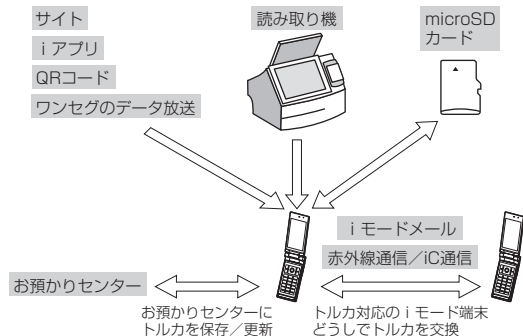 サイト
iアプリ
QRコード
ワンセグのデータ放送
読み取り機
microSD
カード
iモードメール
赤外線通信/iC通信
お預かりセンター
お預かりセンターに
トルカを保存/更新
トルカ対応のiモード端末
どうしでトルカを交換